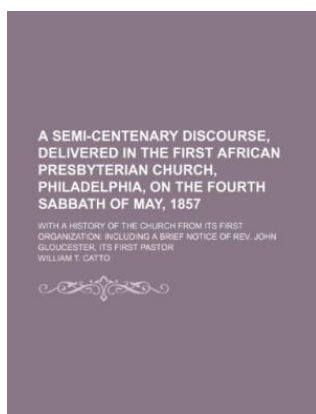 A SEMI-CENTENARY DISCOURSE,
DELIVERED IN THE FIRST AFRICAN
PRESBYTERIAN CHURCH,
PHILADELPHIA, ON THE FOURTH
SABBATH OF MAY, 1857
WITH A HISTORY OF THE CHURCH FROM ITS FIRST
ORGANIZATION: INCLUDING A BRIEF NOTICE OF REV. JOHN
GLOUCESTER, ITS FIRST PASTOR
WILLIAM T. CATTO